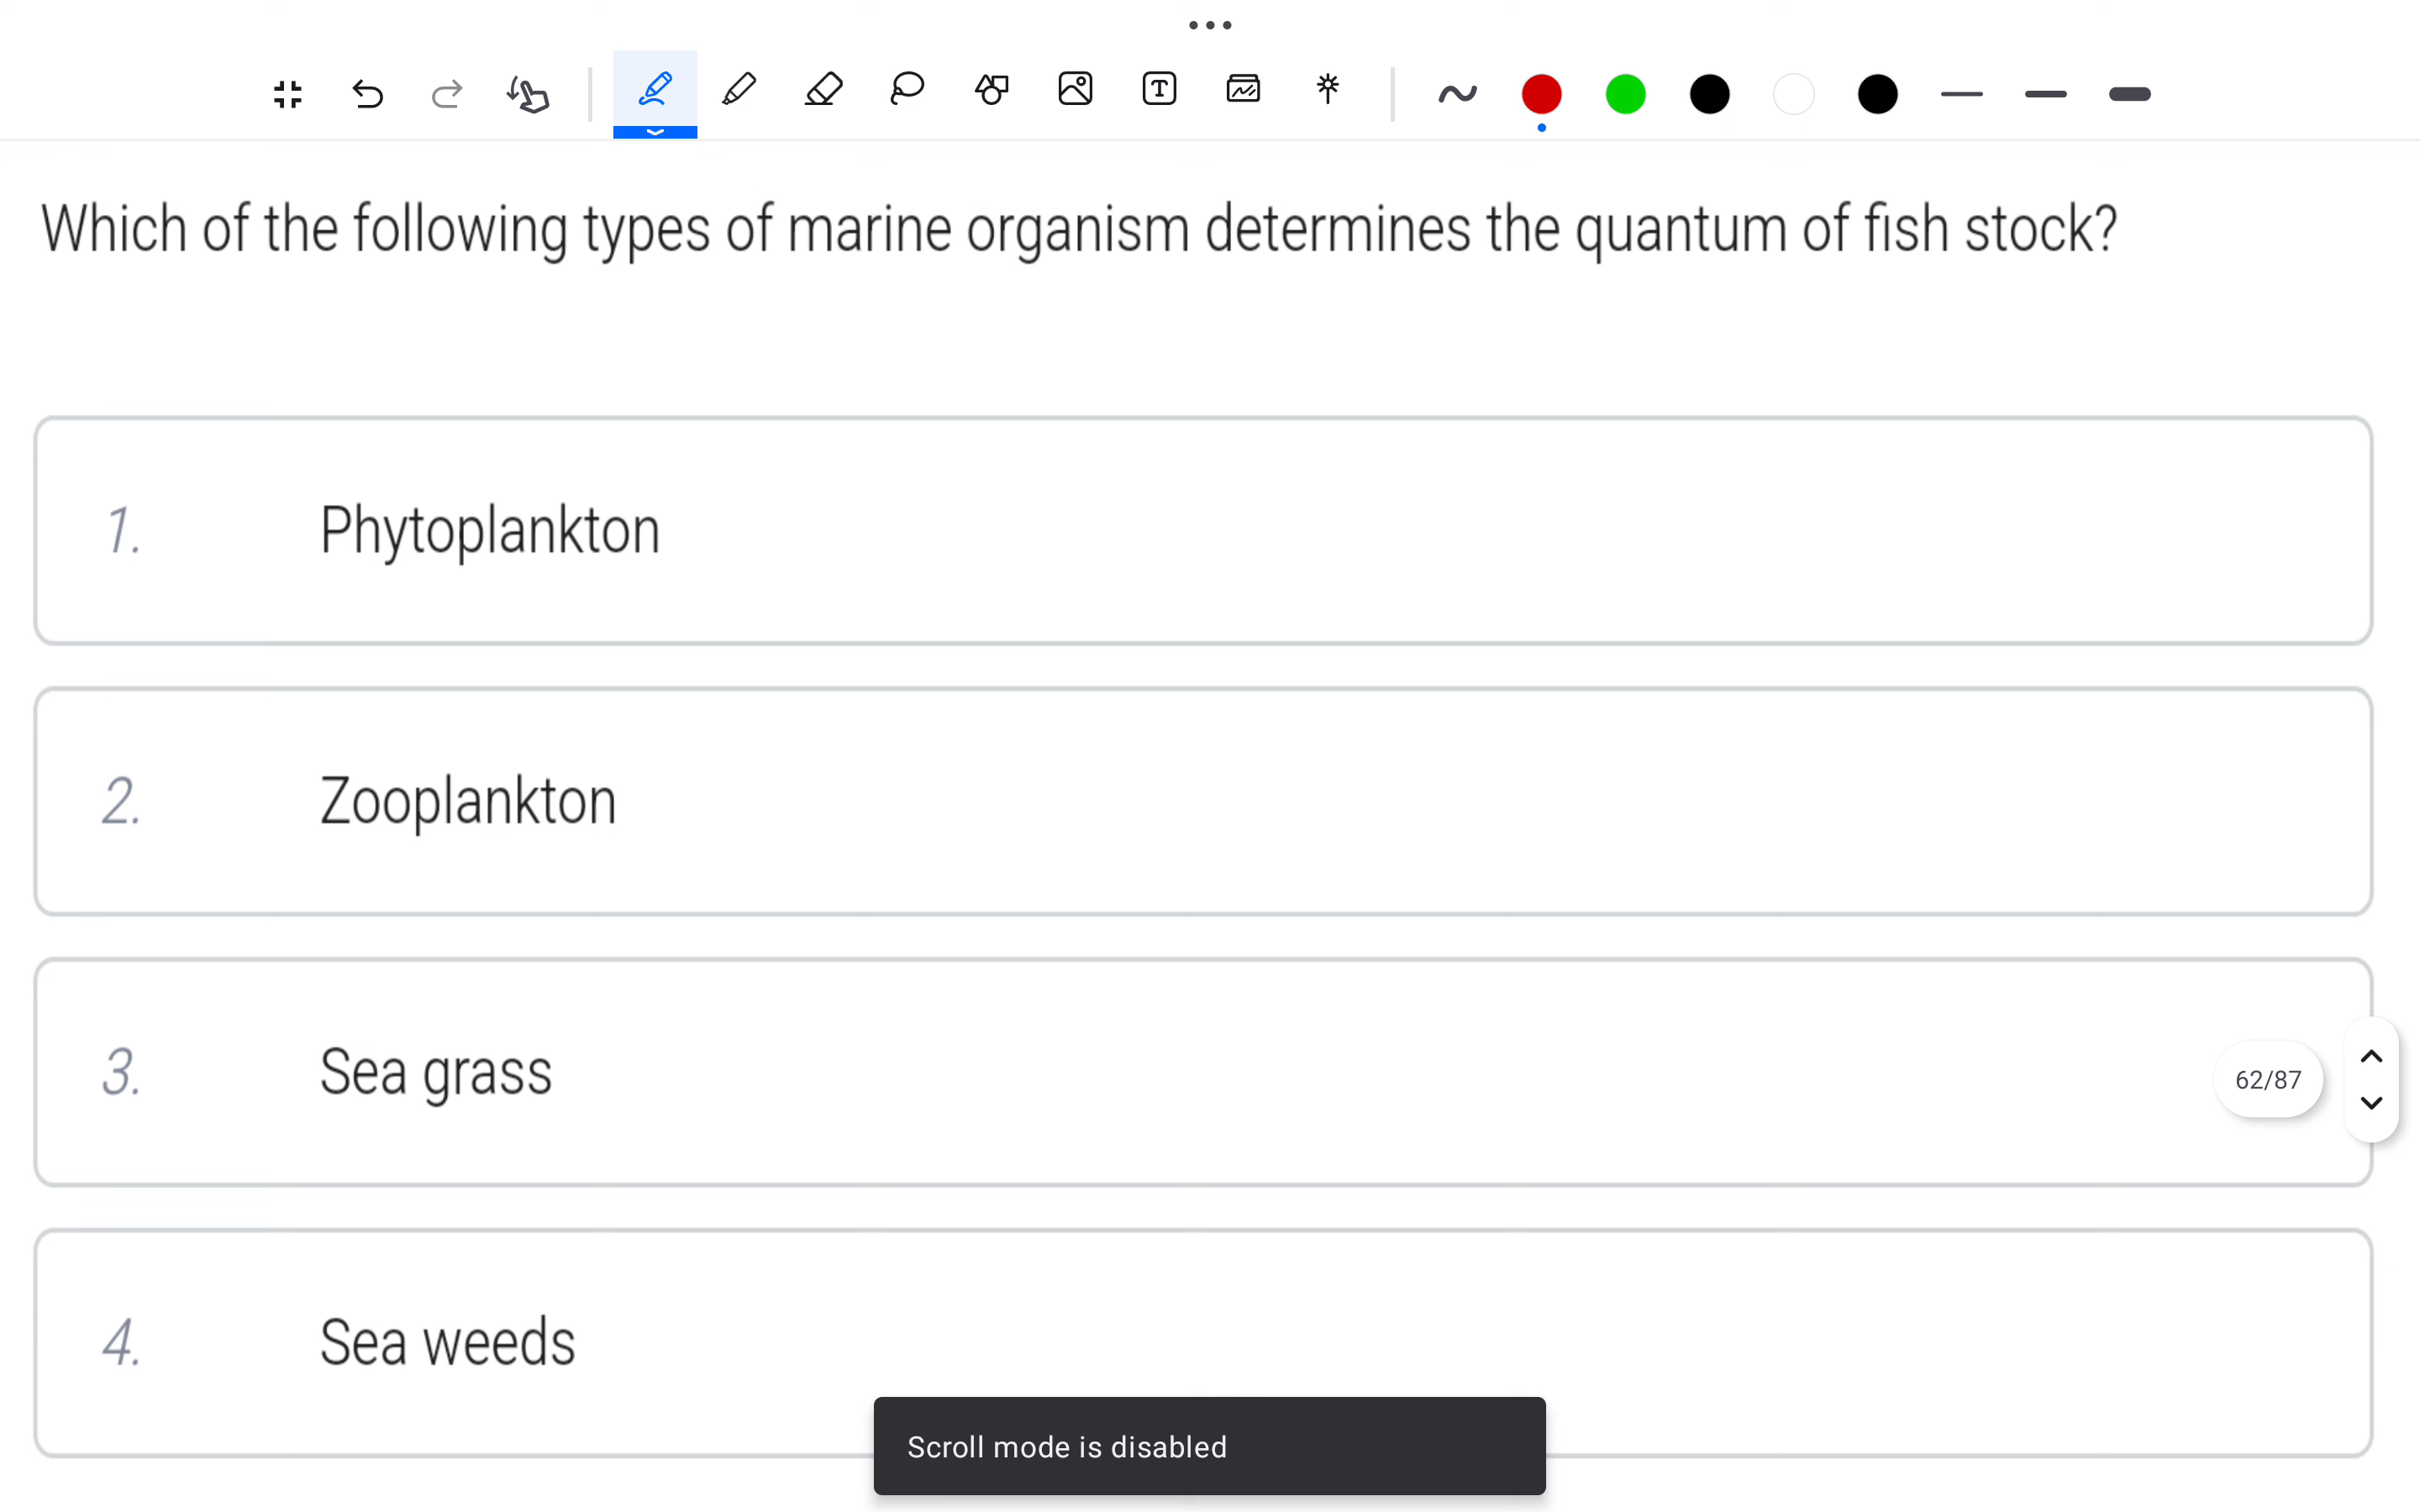 Which of the following types of marine organism determines the quantum of fish stock?
1. Phytoplankton
2. Zooplankton
3. Sea grass
62/87
4. Sea weeds
Scroll mode is disabled